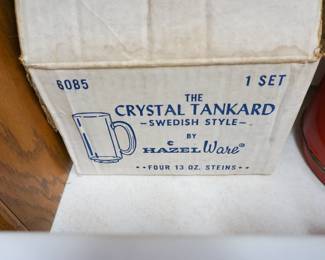 6085 1 SET
THE
CRYSTAL TANKARD
—SWEDISH STYLE—
BY
HAZEL Ware®
··FOUR 13 OZ. STEINS··